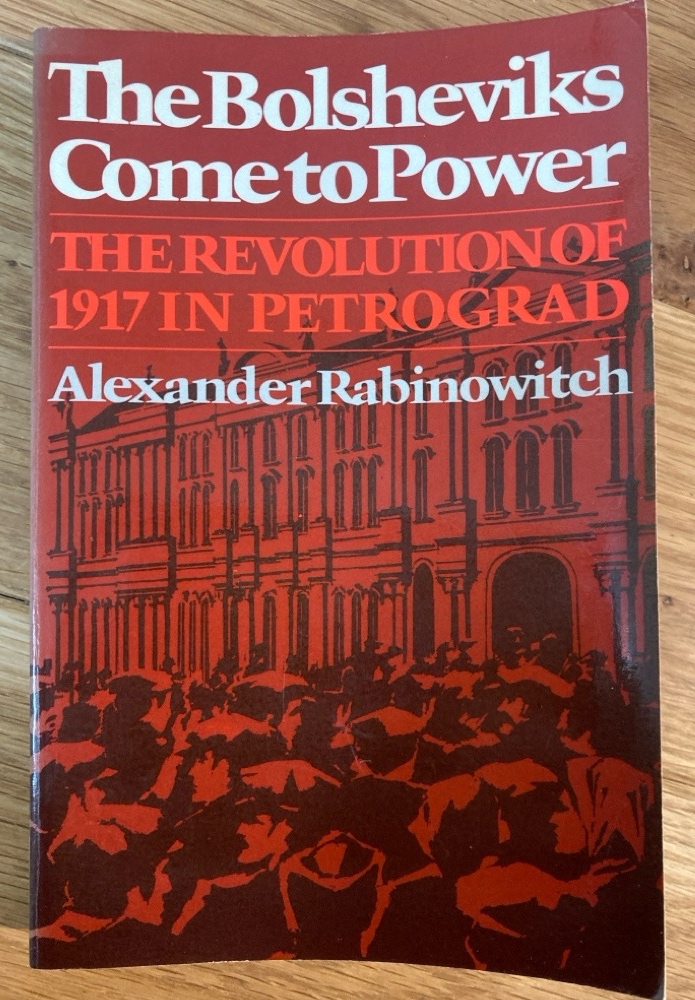 The Bolsheviks
Come to Power
THE REVOLUTION OF
1917 IN PETROGRAD
Alexander Rabinowitch